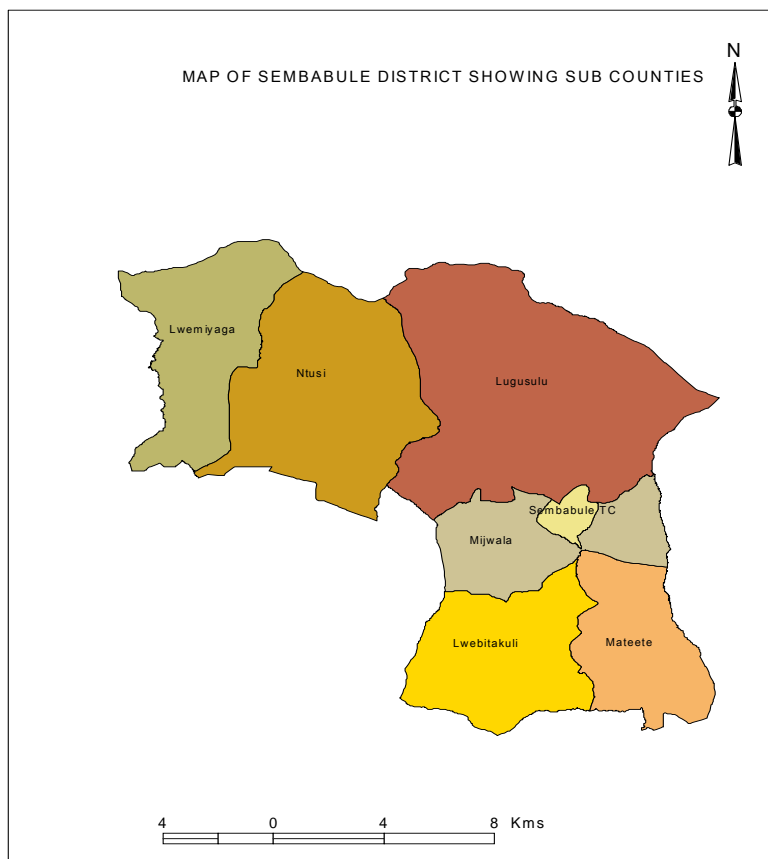 N
MAP OF SEMBABULE DISTRICT SHOWING SUB COUNTIES
Lwemiyaga
Ntusi
Lugusulu
Sembabule TC
Mijwala
Lwebitakuli
Mateete
4 0 4 8 Kms